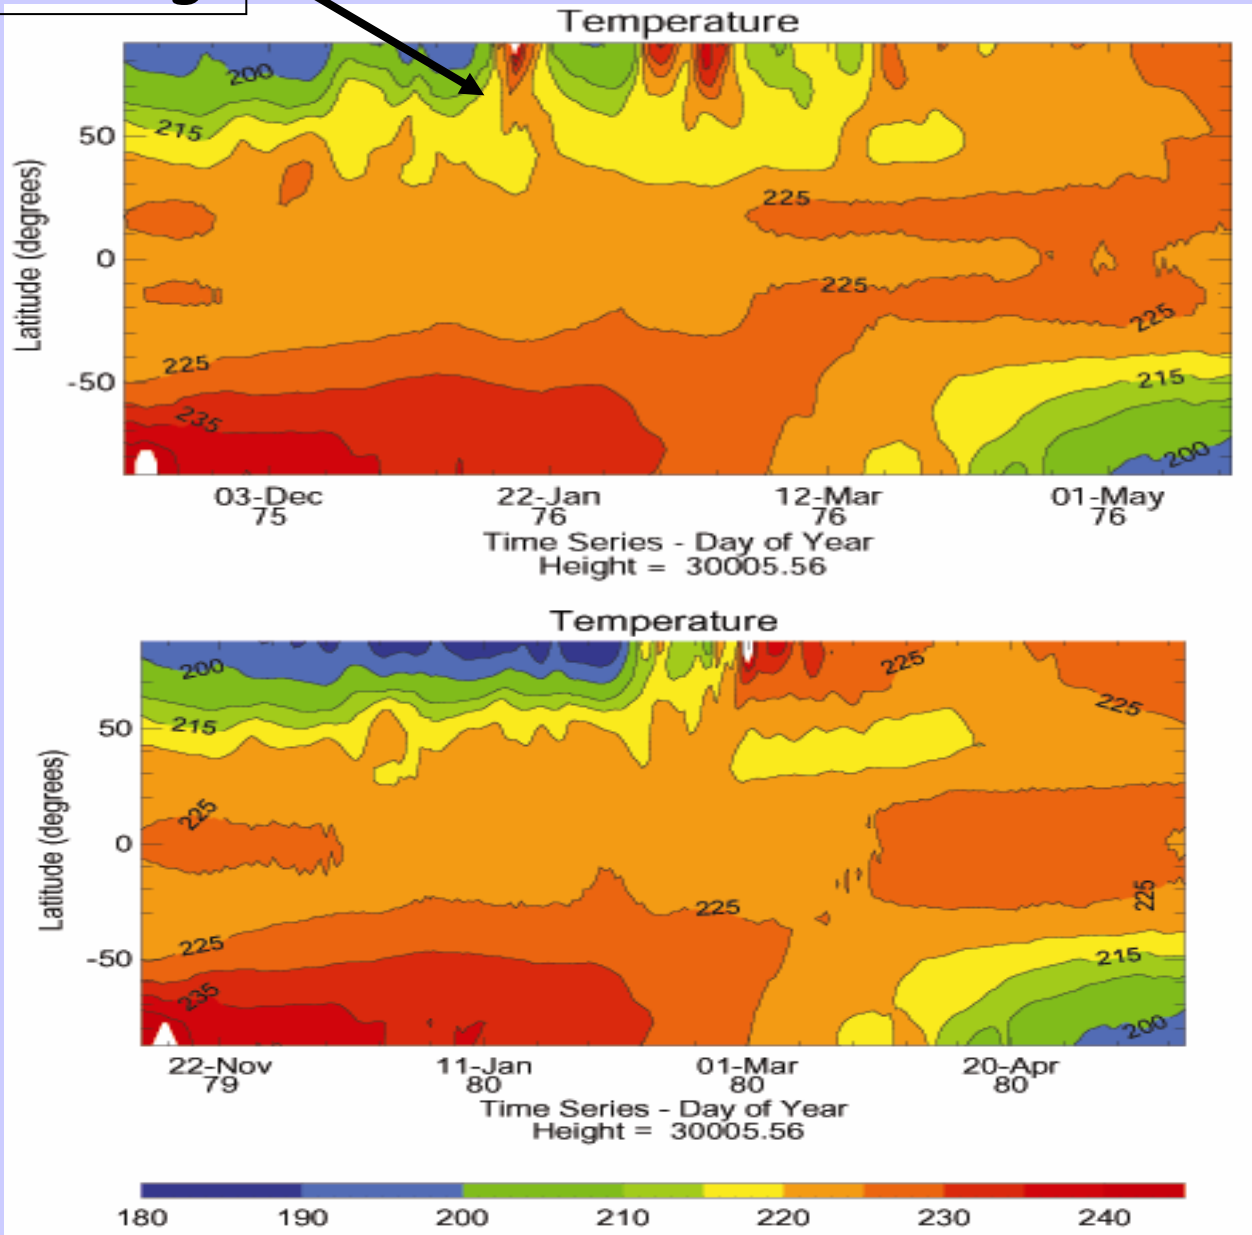 Temperature
200
215
50
225
0
225
225
225
-50
215
235
200
Latitude (degrees)
03-Dec 22-Jan 12-Mar 01-May
75 76 76 76
Time Series - Day of Year
Height = 30005.56
Temperature
225
200
225
215
50
225
0
225
225
225
-50
215
235
200
Latitude (degrees)
22-Nov 11-Jan 01-Mar 20-Apr
79 80 80 80
Time Series - Day of Year
Height = 30005.56
180 190 200 210 220 230 240